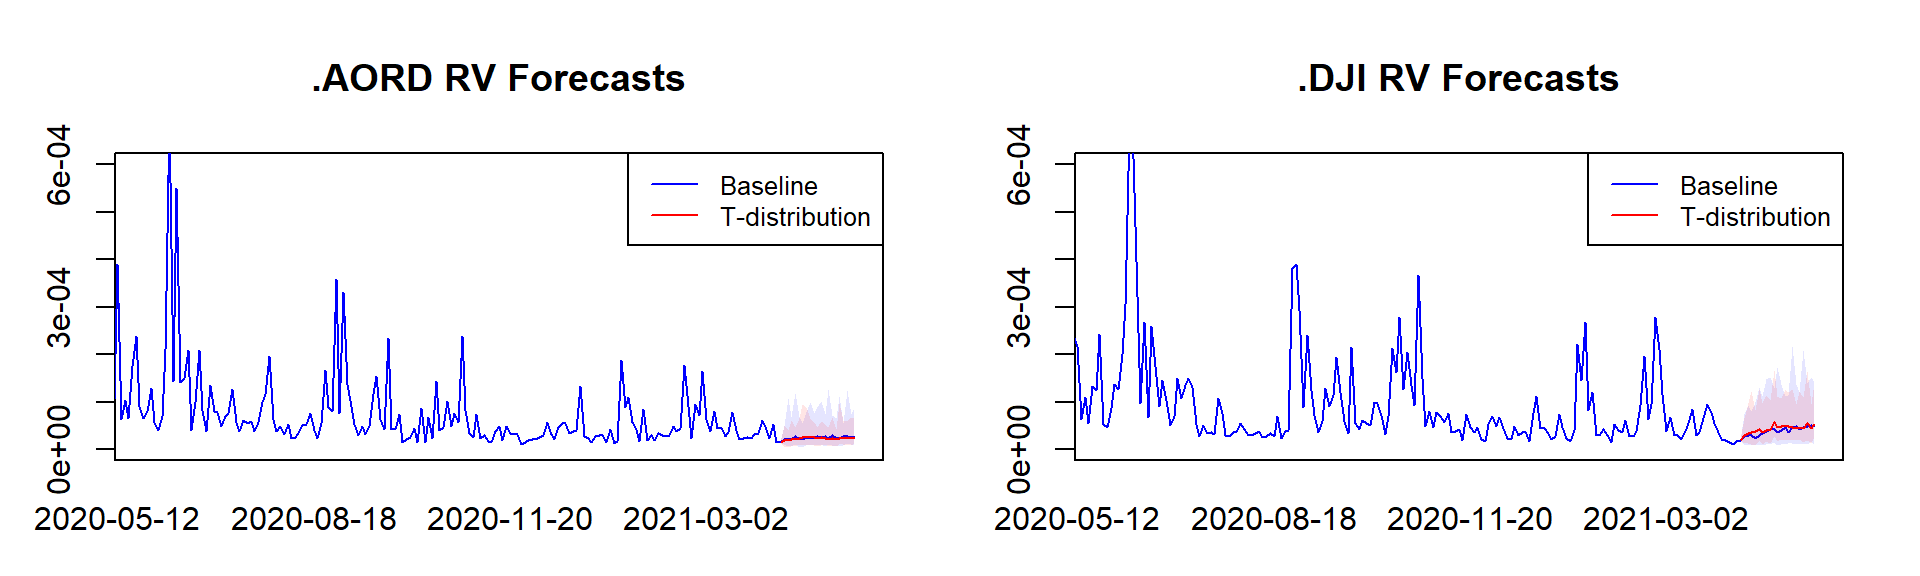 .AORD RV Forecasts
6e-04
3e-04
0e+00
Baseline
T-distribution
2020-05-12 2020-08-18 2020-11-20 2021-03-02
.DJI RV Forecasts
6e-04
3e-04
0e+00
Baseline
T-distribution
2020-05-12 2020-08-18 2020-11-20 2021-03-02